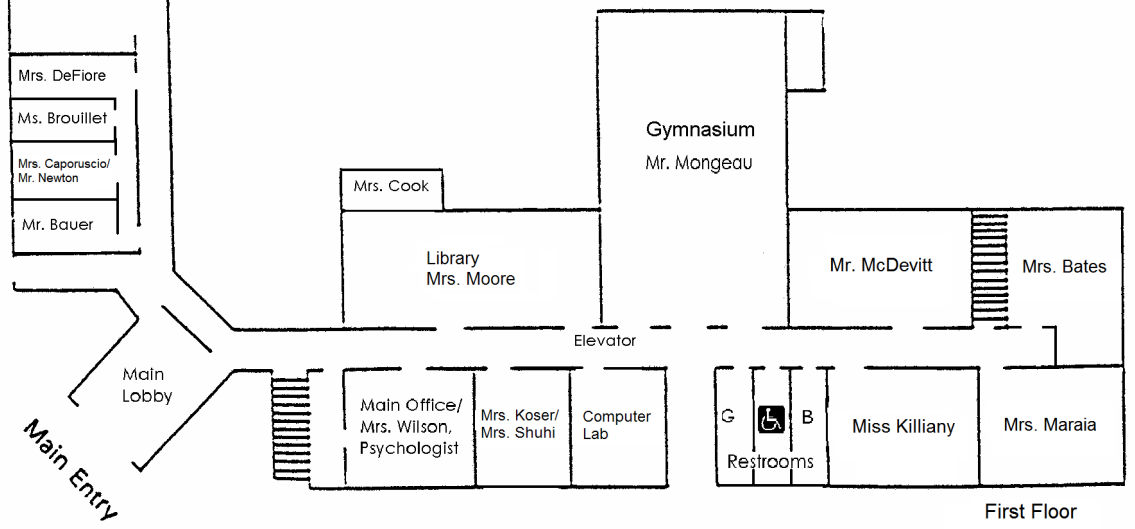 Mrs. DeFiore
Ms. Brouillet
Mrs. Caporuscio/
Mr. Newton
Mr. Bauer
Mrs. Cook
Library
Mrs. Moore
Gymnasium
Mr. Mongeau
Mr. McDevitt
Mrs. Bates
Elevator
Main
Lobby
Main Entry
Main Office/
Mrs. Wilson,
Psychologist
Mrs. Koser/
Mrs. Shuhi
Computer
Lab
G
B
Restrooms
Miss Killiany
Mrs. Maraia
First Floor